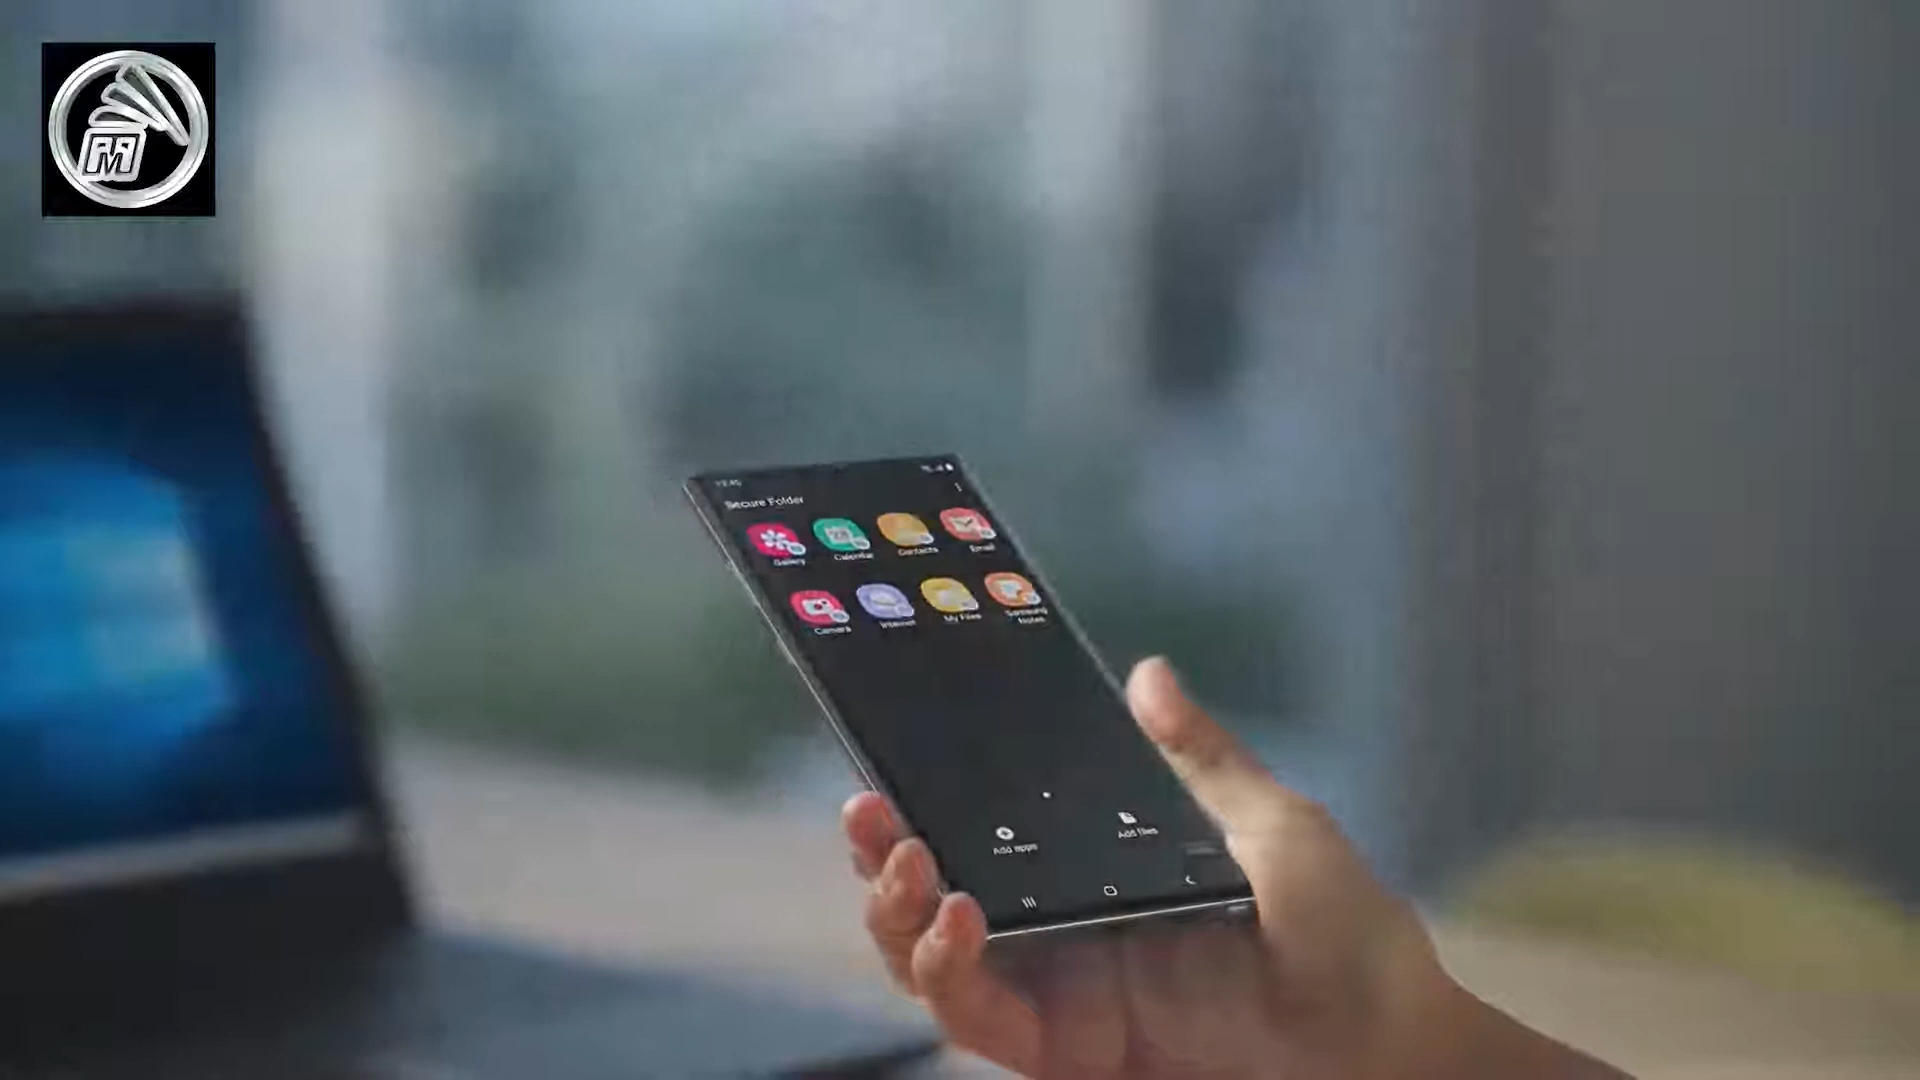 Secure Folder
Gallery
Calendar
Contacts
Email
Camera
Internet
My Files
Samsung
Notes
Add apps
Add files